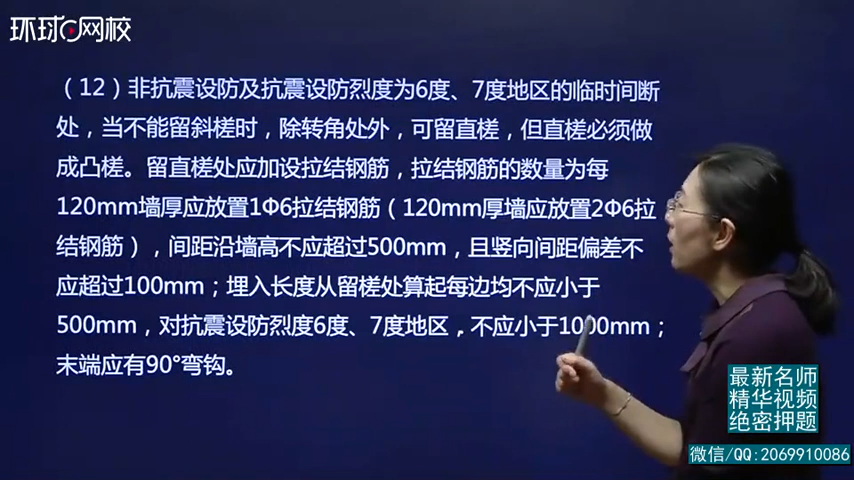 环球网校
（12）非抗震设防及抗震设防烈度为6度、7度地区的临时间断
处，当不能留斜槎时，除转角处外，可留直槎，但直槎必须做
成凸槎。留直槎处应加设拉结钢筋，拉结钢筋的数量为每
120mm墙厚应放置1Φ6拉结钢筋（120mm厚墙应放置2Φ6拉
结钢筋），间距沿墙高不应超过500mm，且竖向间距偏差不
应超过100mm；埋入长度从留槎处算起每边均不应小于
500mm，对抗震设防烈度6度、7度地区，不应小于1000mm；
末端应有90°弯钩。
最新名师
精华视频
绝密押题
微信/QQ:2069910086